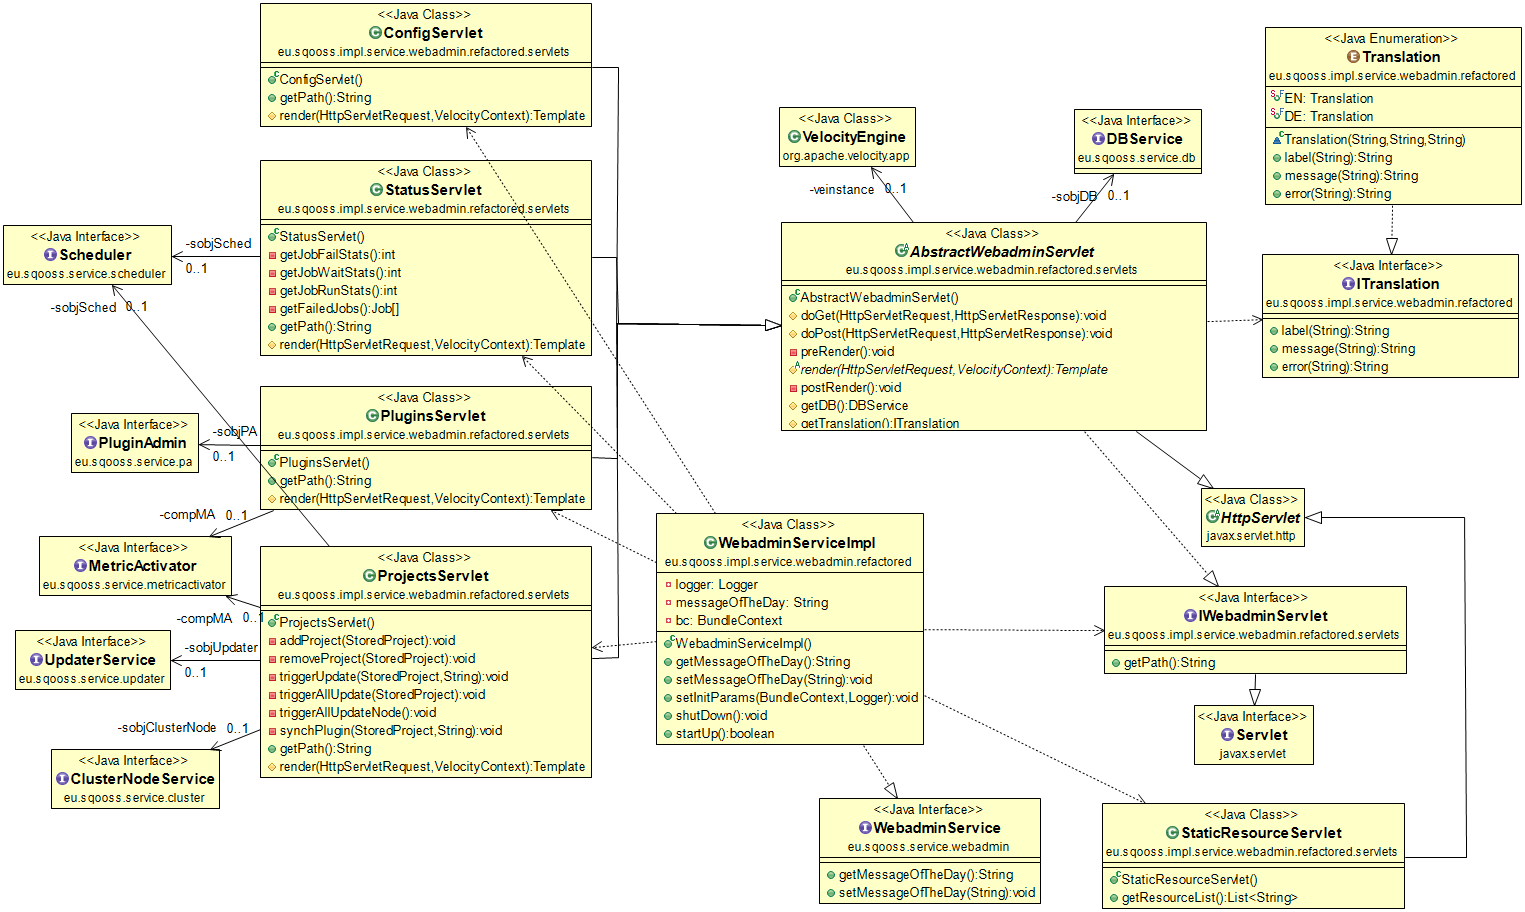 <<Java Class>>
ConfigServlet
eu.sqooss.impl.service.webadmin.refactored.servlets
ConfigServlet()
getPath():String
render(HttpServletRequest,VelocityContext):Template
<<Java Class>>
StatusServlet
eu.sqooss.impl.service.webadmin.refactored.servlets
StatusServlet()
getJobFailStats():int
getJobWaitStats():int
getJobRunStats():int
getFailedJobs():Job[]
getPath():String
render(HttpServletRequest,VelocityContext):Template
<<Java Interface>>
Scheduler
eu.sqooss.service.scheduler
-sobjSched
0..1
-sobjSched
0..1
<<Java Class>>
PluginsServlet
eu.sqooss.impl.service.webadmin.refactored.servlets
PluginsServlet()
getPath():String
render(HttpServletRequest,VelocityContext):Template
<<Java Interface>>
PluginAdmin
eu.sqooss.service.pa
-sobjPA
0..1
-compMA
0..1
<<Java Interface>>
MetricActivator
eu.sqooss.service.metricactivator
-compMA
0..1
<<Java Class>>
ProjectsServlet
eu.sqooss.impl.service.webadmin.refactored.servlets
ProjectsServlet()
addProject(StoredProject):void
removeProject(StoredProject):void
triggerUpdate(StoredProject,String):void
triggerAllUpdate(StoredProject):void
triggerAllUpdateNode():void
synchPlugin(StoredProject,String):void
getPath():String
render(HttpServletRequest,VelocityContext):Template
<<Java Interface>>
UpdaterService
eu.sqooss.service.updater
-sobjUpdater
0..1
-sobjClusterNode
0..1
<<Java Interface>>
ClusterNodeService
eu.sqooss.service.cluster
<<Java Class>>
VelocityEngine
org.apache.velocity.app
-veinstance
0..1
<<Java Interface>>
DBService
eu.sqooss.service.db
-sobjDB
0..1
<<Java Class>>
AbstractWebadminServlet
eu.sqooss.impl.service.webadmin.refactored.servlets
AbstractWebadminServlet()
doGet(HttpServletRequest,HttpServletResponse):void
doPost(HttpServletRequest,HttpServletResponse):void
preRender():void
render(HttpServletRequest,VelocityContext):Template
postRender():void
getDB():DBService
getTranslation():ITranslation
<<Java Enumeration>>
Translation
eu.sqooss.impl.service.webadmin.refactored
EN: Translation
DE: Translation
Translation(String,String,String)
label(String):String
message(String):String
error(String):String
<<Java Interface>>
ITranslation
eu.sqooss.impl.service.webadmin.refactored
label(String):String
message(String):String
error(String):String
<<Java Class>>
HttpServlet
javax.servlet.http
<<Java Class>>
WebadminServiceImpl
eu.sqooss.impl.service.webadmin.refactored
logger: Logger
messageOfTheDay: String
bc: BundleContext
WebadminServiceImpl()
getMessageOfTheDay():String
setMessageOfTheDay(String):void
setInitParams(BundleContext,Logger):void
shutDown():void
startUp():boolean
<<Java Interface>>
IWebadminServlet
eu.sqooss.impl.service.webadmin.refactored.servlets
getPath():String
<<Java Interface>>
Servlet
javax.servlet
<<Java Interface>>
WebadminService
eu.sqooss.service.webadmin
getMessageOfTheDay():String
setMessageOfTheDay(String):void
<<Java Class>>
StaticResourceServlet
eu.sqooss.impl.service.webadmin.refactored.servlets
StaticResourceServlet()
getResourceList():List<String>